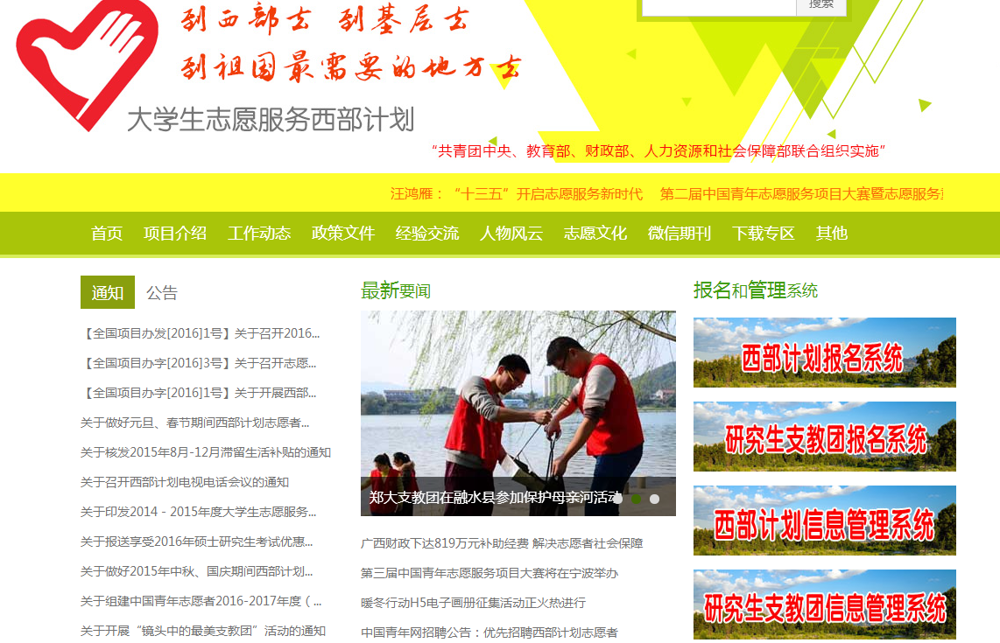 搜索
到西部去 到基层去
到祖国最需要的地方去
大学生志愿服务西部计划
“共青团中央、教育部、财政部、人力资源和社会保障部联合组织实施”
汪鸿雁：“十三五”开启志愿服务新时代 第二届中国青年志愿服务项目大赛暨志愿服务
首页 项目介绍 工作动态 政策文件 经验交流 人物风云 志愿文化 微信期刊 下载专区 其他
通知 公告
【全国项目办发[2016]1号】关于召开2016...
【全国项目办字[2016]3号】关于召开志愿...
【全国项目办字[2016]1号】关于开展西部...
关于做好元旦、春节期间西部计划志愿者...
关于核发2015年8月-12月滞留生活补贴的通知
关于召开西部计划电视电话会议的通知
关于印发2014－2015年度大学生志愿服务...
关于报送享受2016年硕士研究生考试优惠...
关于做好2015年中秋、国庆期间西部计划...
关于组建中国青年志愿者2016-2017年度（...
关于开展“镜头中的最美支教团”活动的通知
最新要闻
郑大支教团在融水县参加保护母亲河活动
广西财政下达819万元补助经费 解决志愿者社会保障
第三届中国青年志愿服务项目大赛将在宁波举办
暖冬行动H5电子画册征集活动正火热进行
中国青年网招聘公告：优先招聘西部计划志愿者
报名和管理系统
西部计划报名系统
研究生支教团报名系统
西部计划信息管理系统
研究生支教团信息管理系统